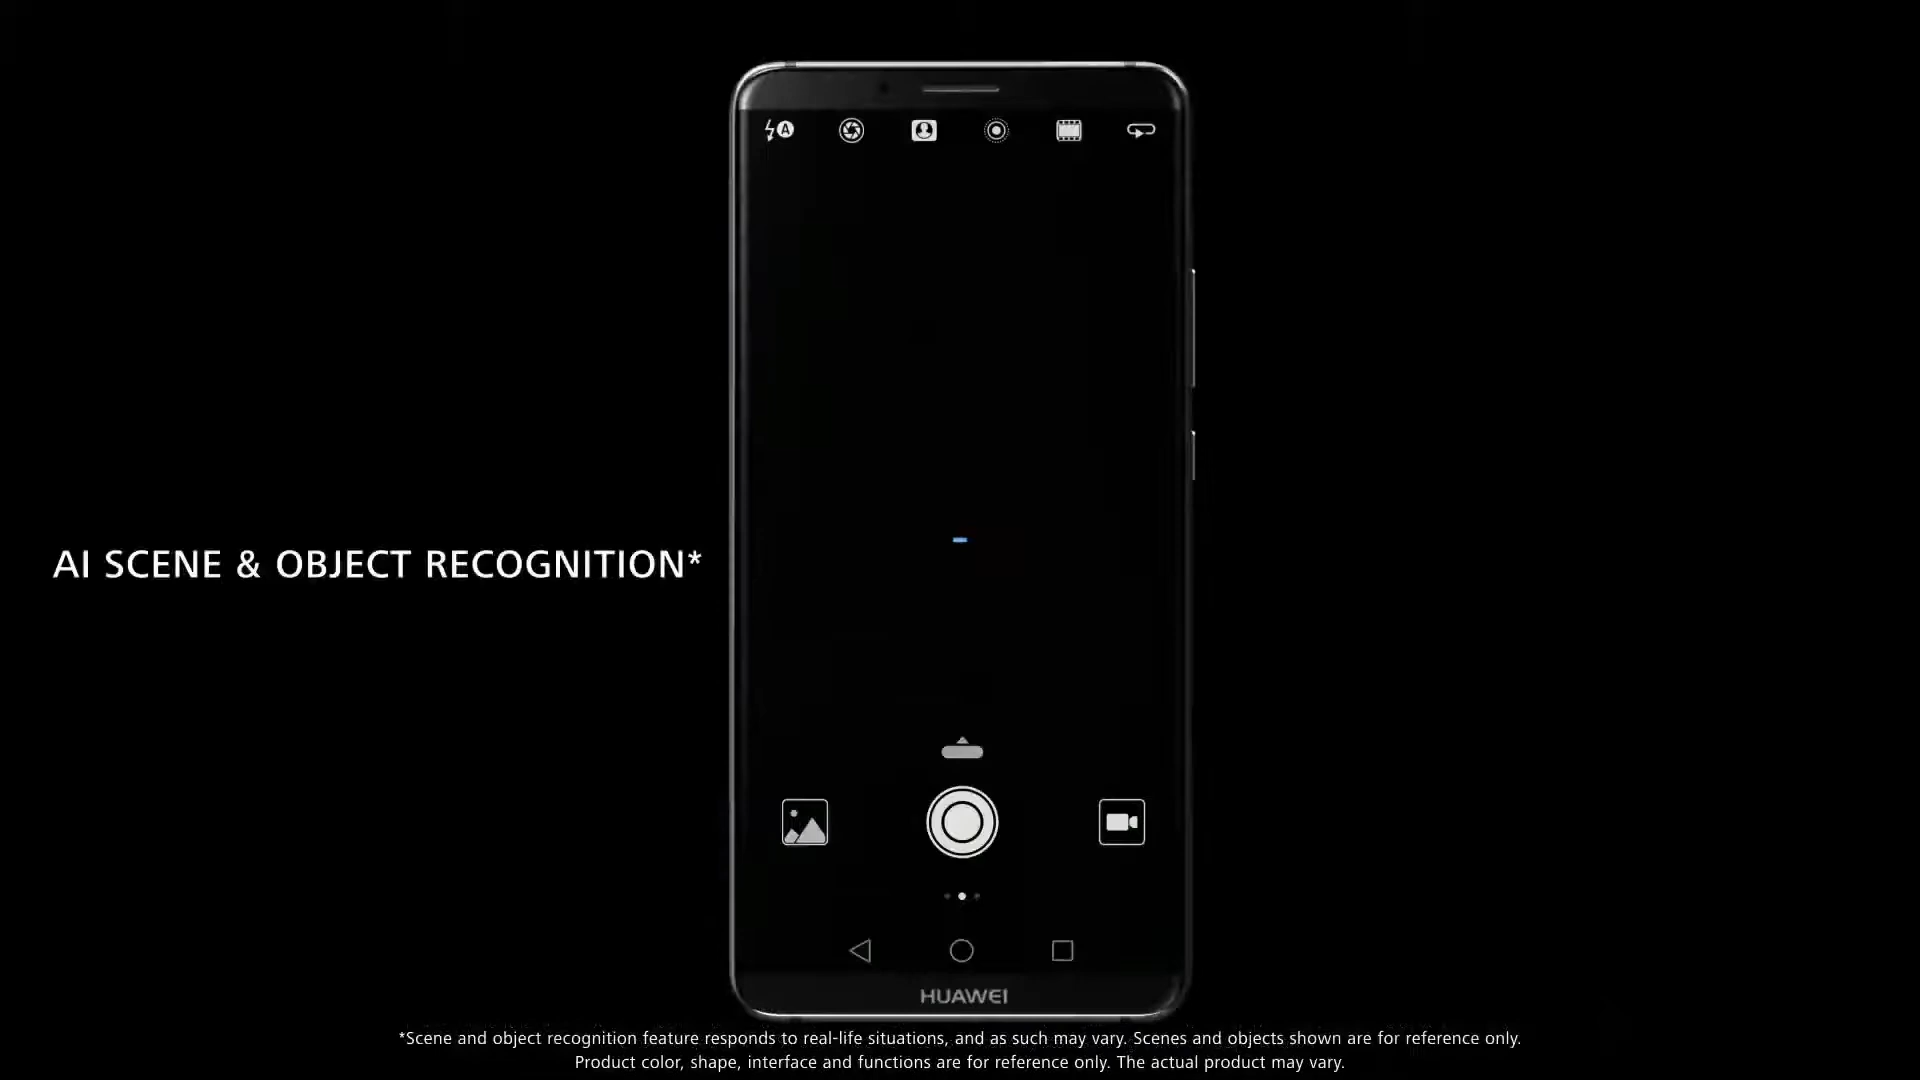 A
AI SCENE & OBJECT RECOGNITION*
HUAWEI
*Scene and object recognition feature responds to real-life situations, and as such may vary. Scenes and objects shown are for reference only.
Product color, shape, interface and functions are for reference only. The actual product may vary.